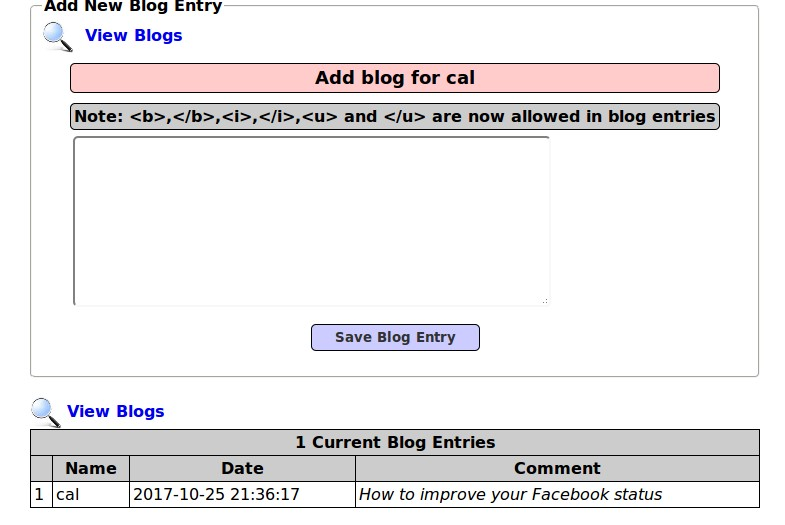 Add New Blog Entry
View Blogs
Add blog for cal
Note: <b>,</b>,<i>,</i>,<u> and </u> are now allowed in blog entries
Save Blog Entry
View Blogs
1 Current Blog Entries
Name Date Comment
1 cal 2017-10-25 21:36:17 How to improve your Facebook status